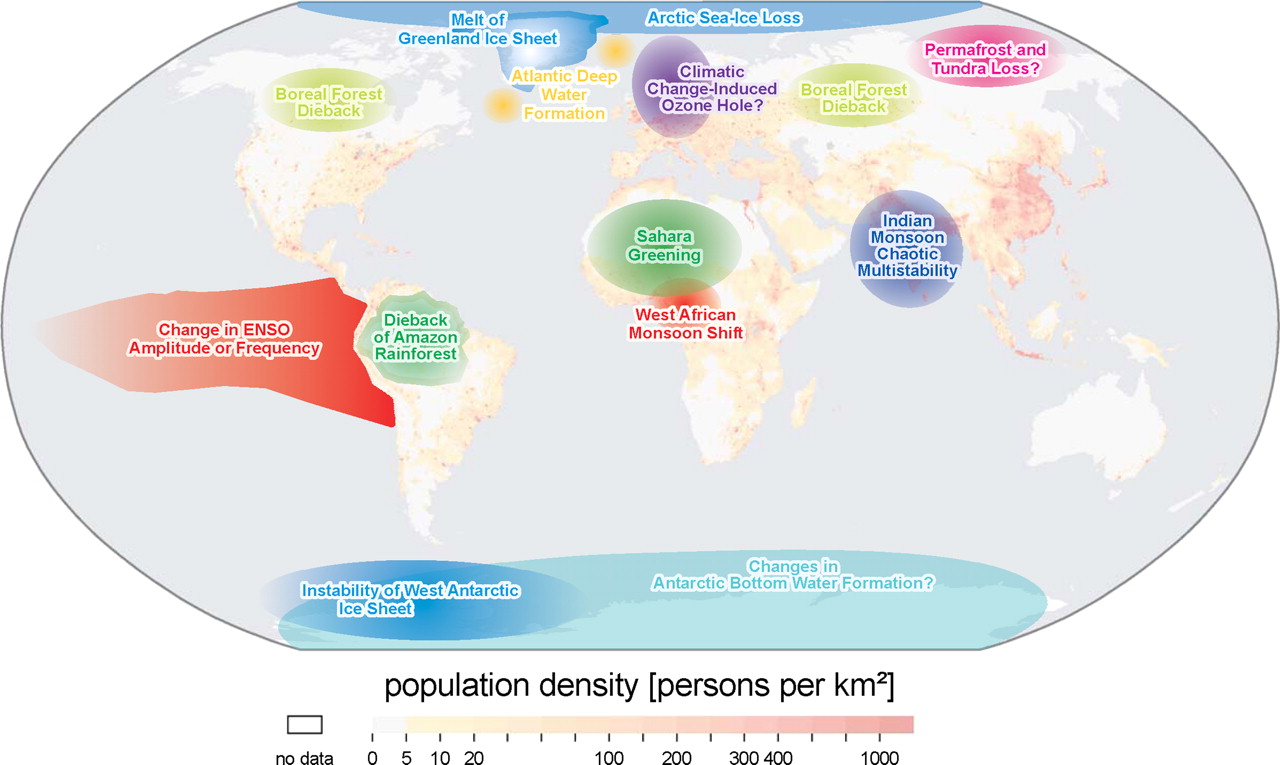 Melt of
Greenland Ice Sheet
Arctic Sea-Ice Loss
Atlantic Deep
Water
Formation
Climatic
Change-Induced
Ozone Hole?
Permafrost and
Tundra Loss?
Boreal Forest
Dieback
Boreal Forest
Dieback
Sahara
Greening
Indian
Monsoon
Chaotic
Multistability
West African
Monsoon Shift
Change in ENSO
Amplitude or Frequency
Dieback
of Amazon
Rainforest
Instability of West Antarctic
Ice Sheet
Changes in
Antarctic Bottom Water Formation?
population density [persons per km²]
no data
0 5 10 20 100 200 300 400 1000